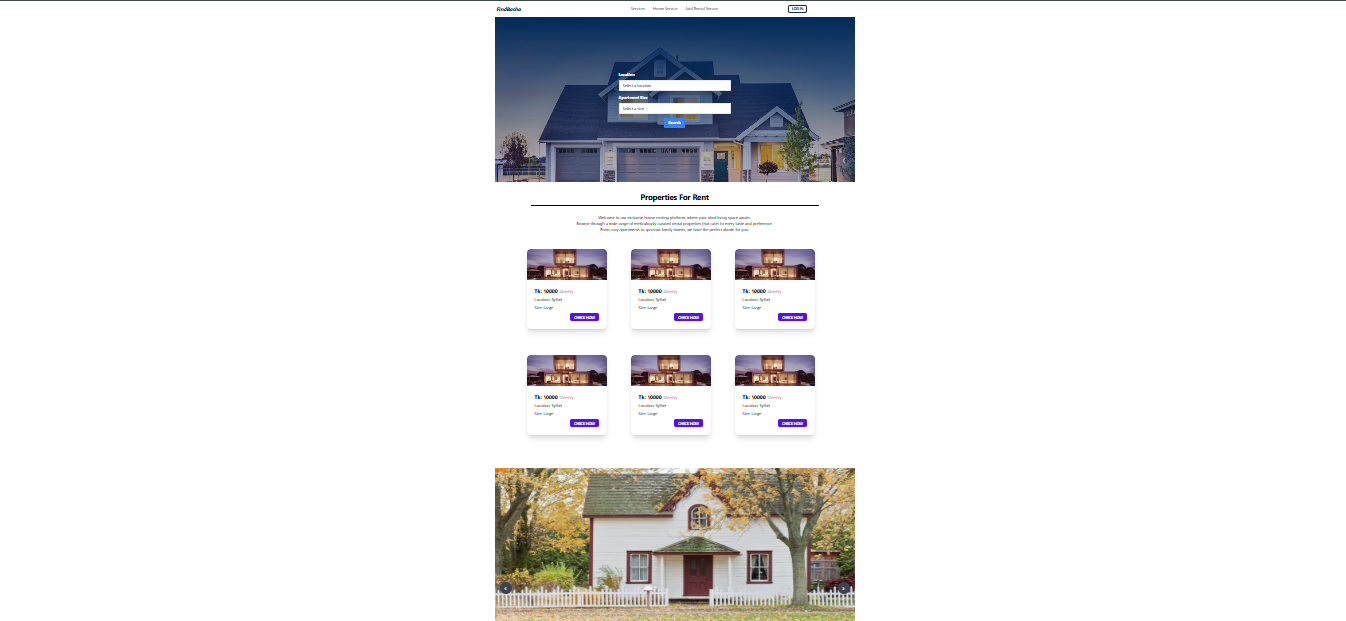 FindBasha
Services Home Service Add Rental Service
LOG IN
Location
Select a location
Apartment Size
Select a size
Search
Properties For Rent
Welcome to our exclusive house renting platform, where your ideal living space awaits.
Browse through a wide range of meticulously curated rental properties that cater to every taste and preference.
From cozy apartments to spacious family homes, we have the perfect abode for you.
Tk: 10000 Monthly
Location: Sylhet
Size: Large
CHECK NOW
Tk: 10000 Monthly
Location: Sylhet
Size: Large
CHECK NOW
Tk: 10000 Monthly
Location: Sylhet
Size: Large
CHECK NOW
Tk: 10000 Monthly
Location: Sylhet
Size: Large
CHECK NOW
Tk: 10000 Monthly
Location: Sylhet
Size: Large
CHECK NOW
Tk: 10000 Monthly
Location: Sylhet
Size: Large
CHECK NOW